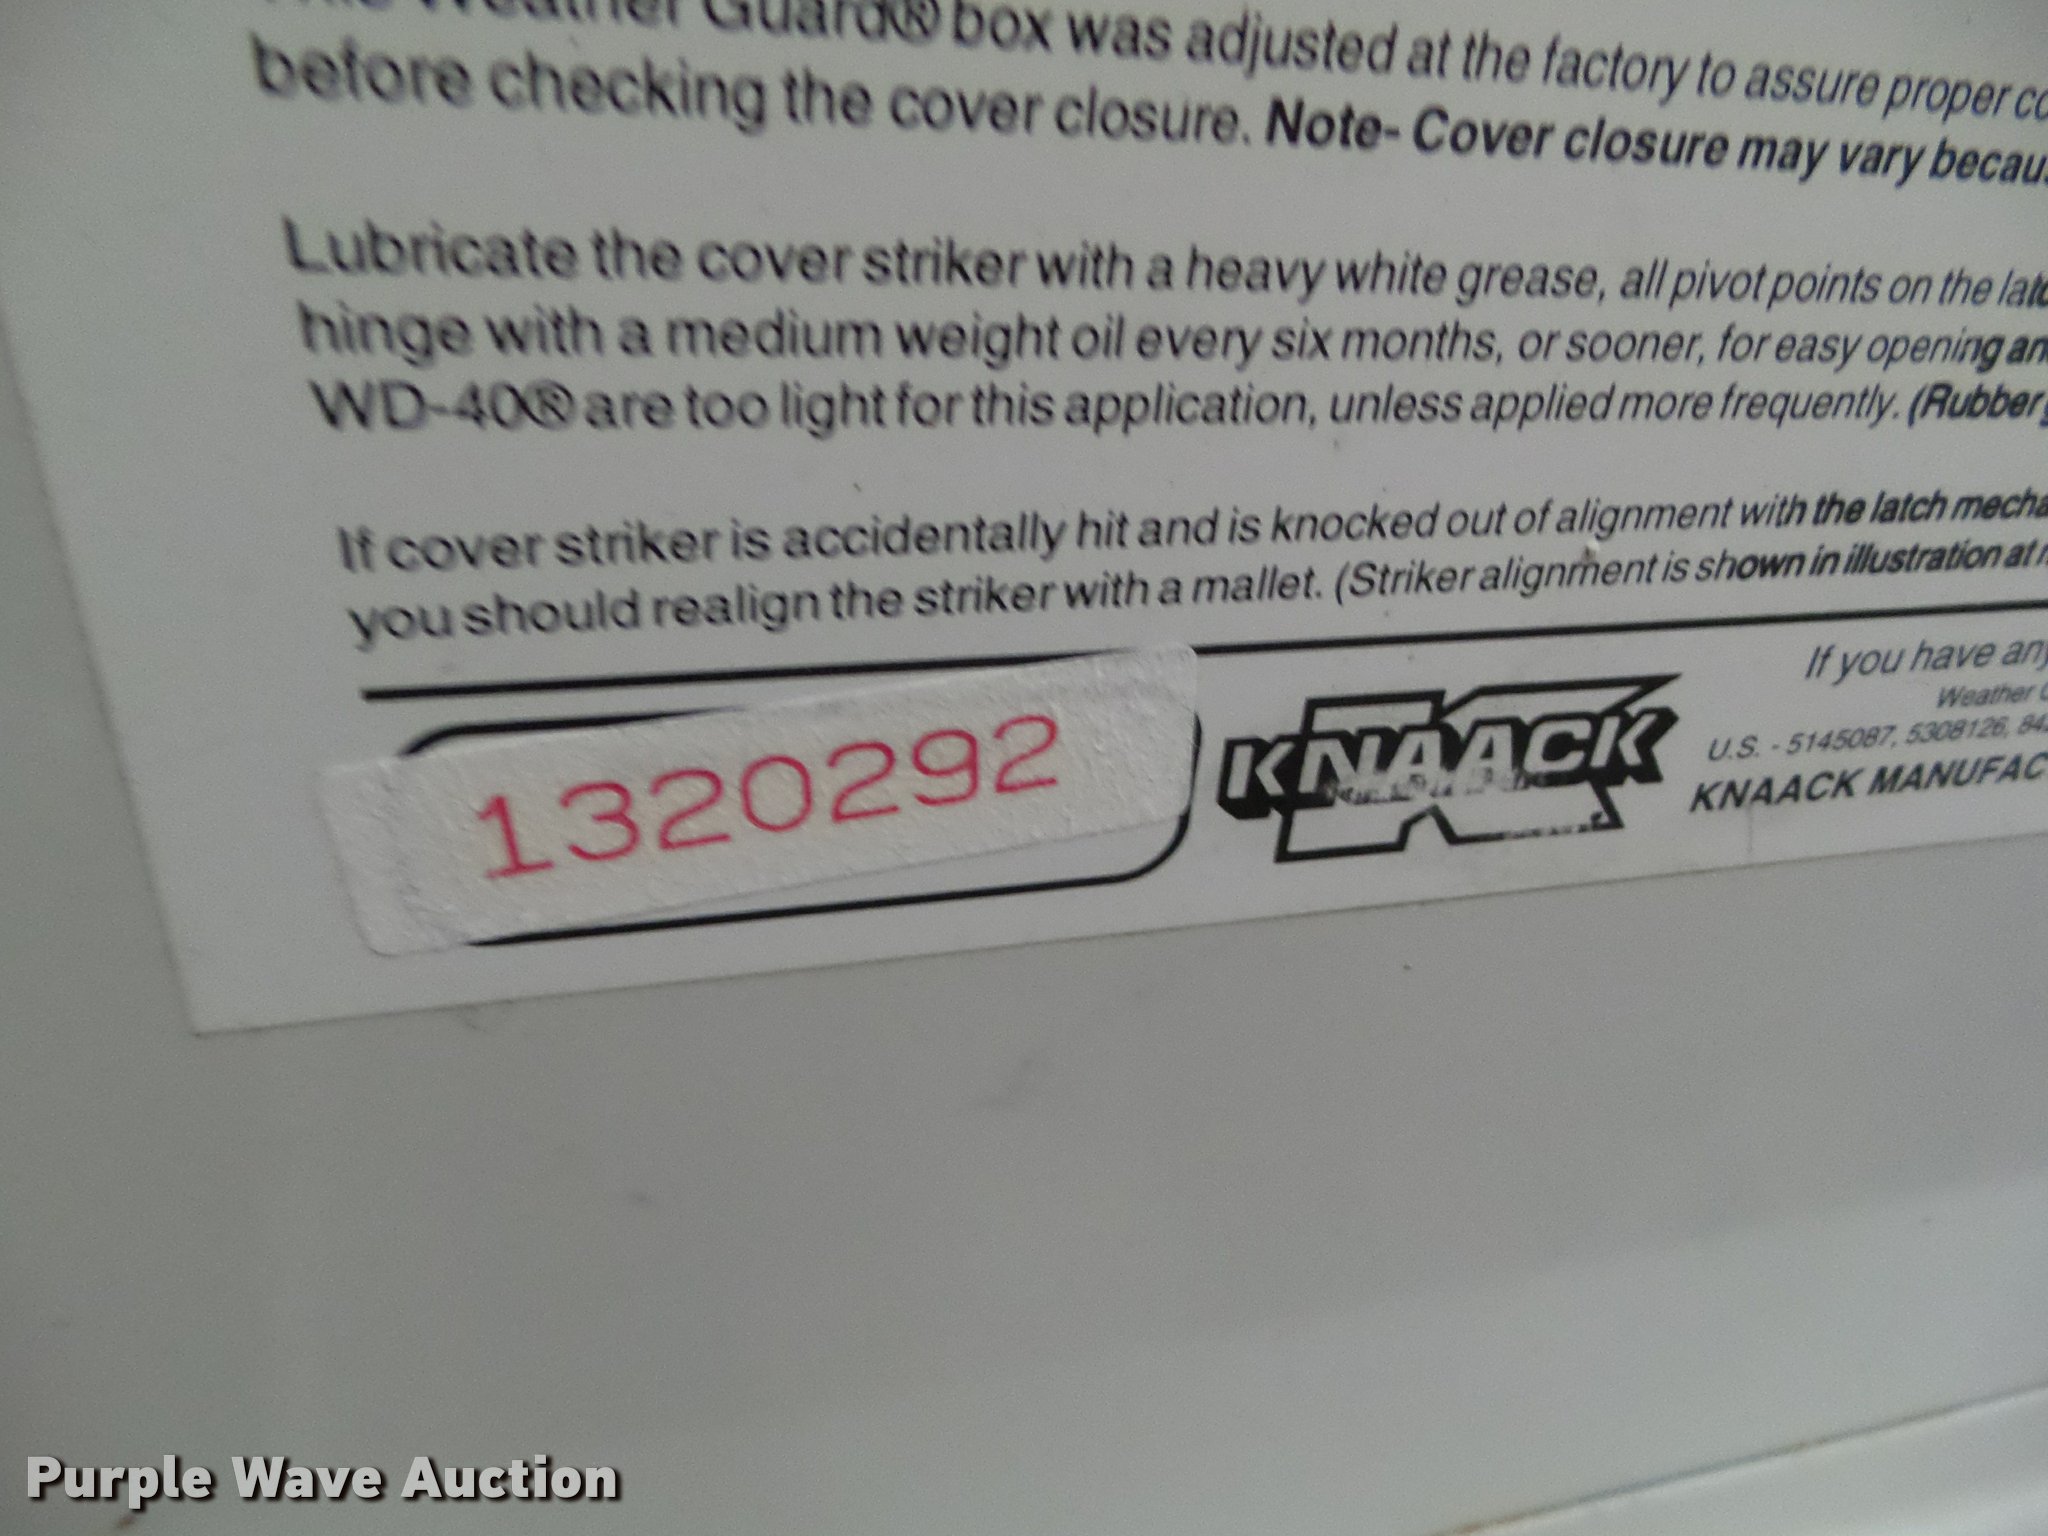 Weather Guard® box was adjusted at the factory to assure proper
before checking the cover closure. Note- Cover closure may vary
Lubricate the cover striker with a heavy white grease, all pivot points on the
hinge with a medium weight oil every six months, or sooner, for easy opening
WD-40® are too light for this application, unless applied more frequently. (Rubber
If cover striker is accidentally hit and is knocked out of alignment with the latch
you should realign the striker with a mallet. (Striker alignment is shown in illustration at
1320292
KNAACK
If you have any
Weather
U.S. - 5145087, 5308126,
KNAACK
Purple Wave Auction